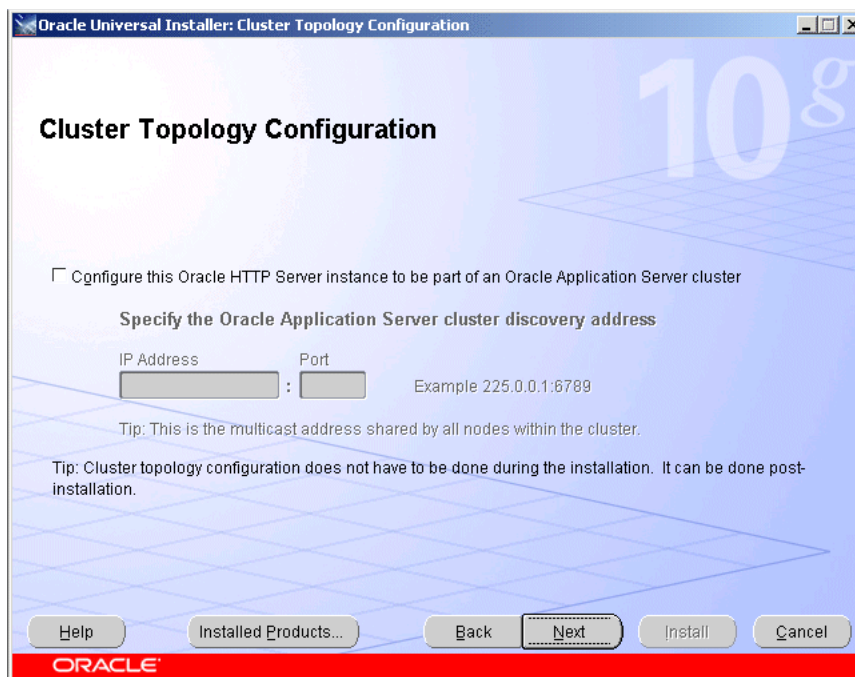 Oracle Universal Installer: Cluster Topology Configuration
10g
Cluster Topology Configuration
Configure this Oracle HTTP Server instance to be part of an Oracle Application Server cluster
Specify the Oracle Application Server cluster discovery address
IP Address Port
: Example 225.0.0.1:6789
Tip: This is the multicast address shared by all nodes within the cluster.
Tip: Cluster topology configuration does not have to be done during the installation. It can be done post-
installation.
Help Installed Products... Back Next Install Cancel
ORACLE